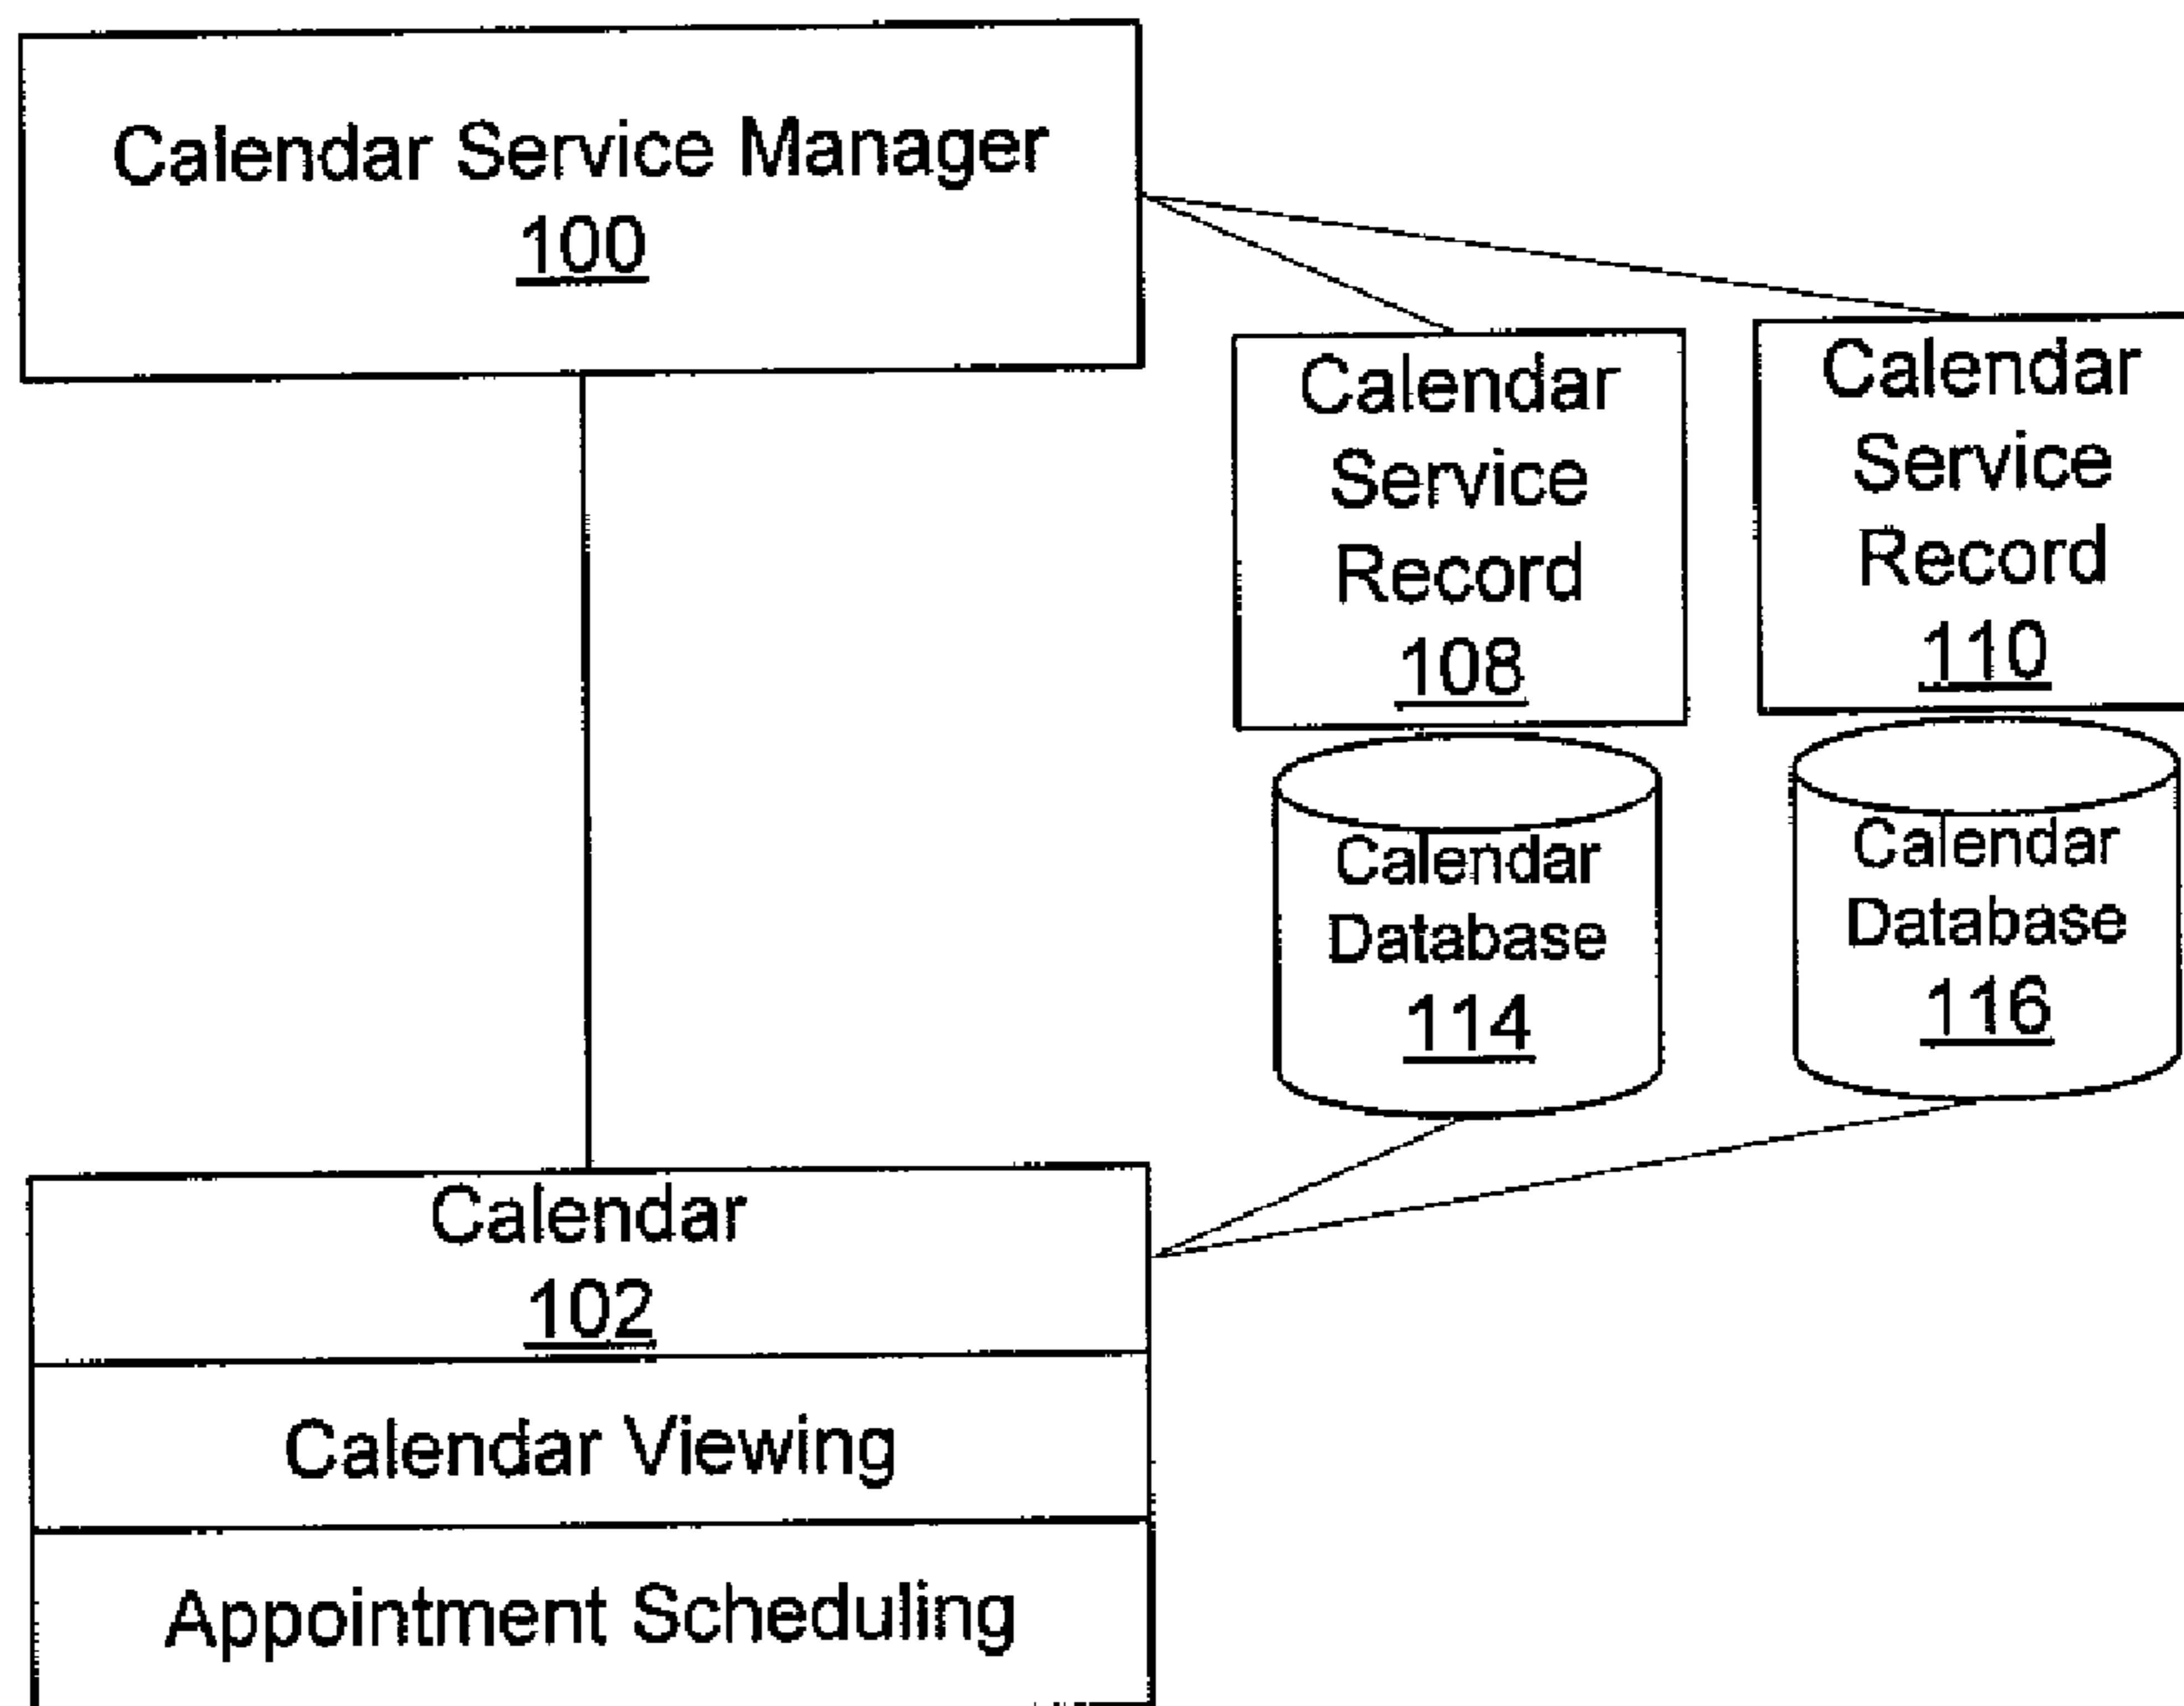 Calendar Service Manager
100
Calendar
Service
Record
108
Calendar
Service
Record
110
Calendar
Database
114
Calendar
Database
116
Calendar
102
Calendar Viewing
Appointment Scheduling